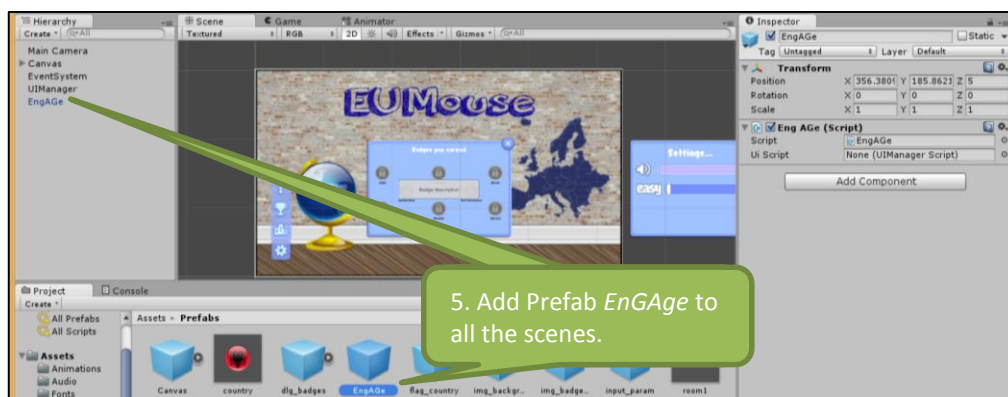 Hierarchy
Create
All
Main Camera
Canvas
EventSystem
UIManager
EngAGe
Scene
Game
Animator
Textured
RGB
2D
Effects
Gizmos
All
EUMouse
Badges you earned
Badge description
Settings...
easy
Inspector
EngAGe
Static
Tag Untagged Layer Default
Transform
Position X 356.3809 Y 185.8621 Z 5
Rotation X 0 Y 0 Z 0
Scale X 1 Y 1 Z 1
Eng AGe (Script)
Script EngAGe
Ui Script None (UIManager Script)
Add Component
5. Add Prefab EnGAge to
all the scenes.
Project
Console
Create
All Prefabs
All Scripts
Assets
Animations
Audio
Fonts
Assets Prefabs
Canvas country dlg_badges EngAGe flag_country img_backgr... img_badge... input_param room1